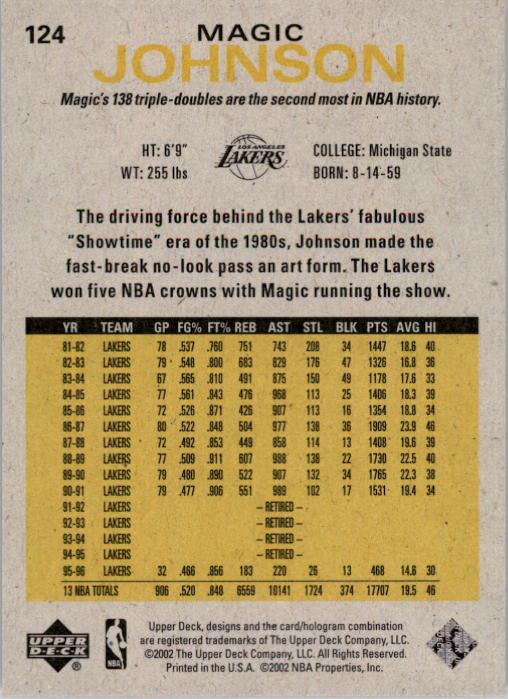 124
MAGIC
JOHNSON
Magic's 138 triple-doubles are the second most in NBA history.
HT: 6'9"
WT: 255 lbs
LOS ANGELES
LAKERS
COLLEGE: Michigan State
BORN: 8-14-59
The driving force behind the Lakers' fabulous
"Showtime" era of the 1980s, Johnson made the
fast-break no-look pass an art form. The Lakers
won five NBA crowns with Magic running the show.
YR TEAM GP FG% FT% REB AST STL BLK PTS AVG HI
81-82 LAKERS 78 .537 .760 751 743 208 34 1447 18.6 40
82-83 LAKERS 79 .548 .800 683 829 176 47 1326 16.8 36
83-84 LAKERS 67 .565 .810 491 875 150 49 1178 17.6 33
84-85 LAKERS 77 .561 .843 476 968 113 25 1406 18.3 39
85-86 LAKERS 72 .526 .871 426 907 113 16 1354 18.8 34
86-87 LAKERS 80 .522 .848 504 977 138 36 1909 23.9 46
87-88 LAKERS 72 .492 .853 449 858 114 13 1408 19.6 39
88-89 LAKERS 77 .509 .911 607 988 138 22 1730 22.5 40
89-90 LAKERS 79 .480 .890 522 907 132 34 1765 22.3 38
90-91 LAKERS 79 .477 .906 551 989 102 17 1531 19.4 34
91-92 LAKERS – RETIRED –
92-93 LAKERS – RETIRED –
93-94 LAKERS – RETIRED –
94-95 LAKERS – RETIRED –
95-96 LAKERS 32 .466 .856 183 220 26 13 468 14.6 30
13 NBA TOTALS 906 .520 .848 6559 10141 1724 374 17707 19.5 46
UPPER
DECK
®
NBA
Upper Deck, designs and the card/hologram combination
are registered trademarks of The Upper Deck Company, LLC.
©2002 The Upper Deck Company, LLC. All Rights Reserved.
Printed in the U.S.A. ©2002 NBA Properties, Inc.